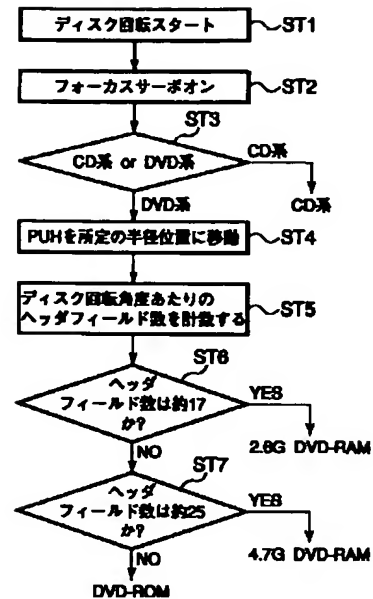 ディスク回転スタート
ST1
フォーカスサーボオン
ST2
ST3
CD系 or DVD系
CD系
CD系
DVD系
PUHを所定の半径位置に移動
ST4
ディスク回転角度あたりの
ヘッダフィールド数を計数する
ST5
ST6
ヘッダ
フィールド数は約17
か?
YES
2.6G DVD-RAM
NO
ST7
ヘッダ
フィールド数は約25
か?
YES
4.7G DVD-RAM
NO
DVD-ROM